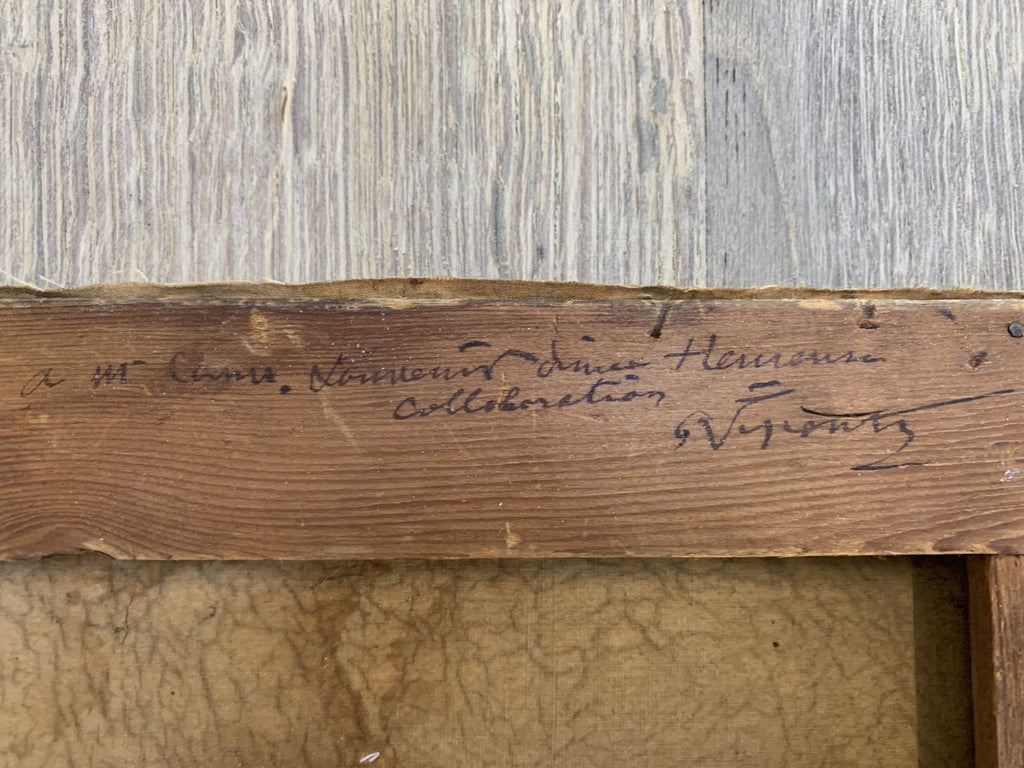 a Mr Souvenir d'une Heureuse
Collaboration